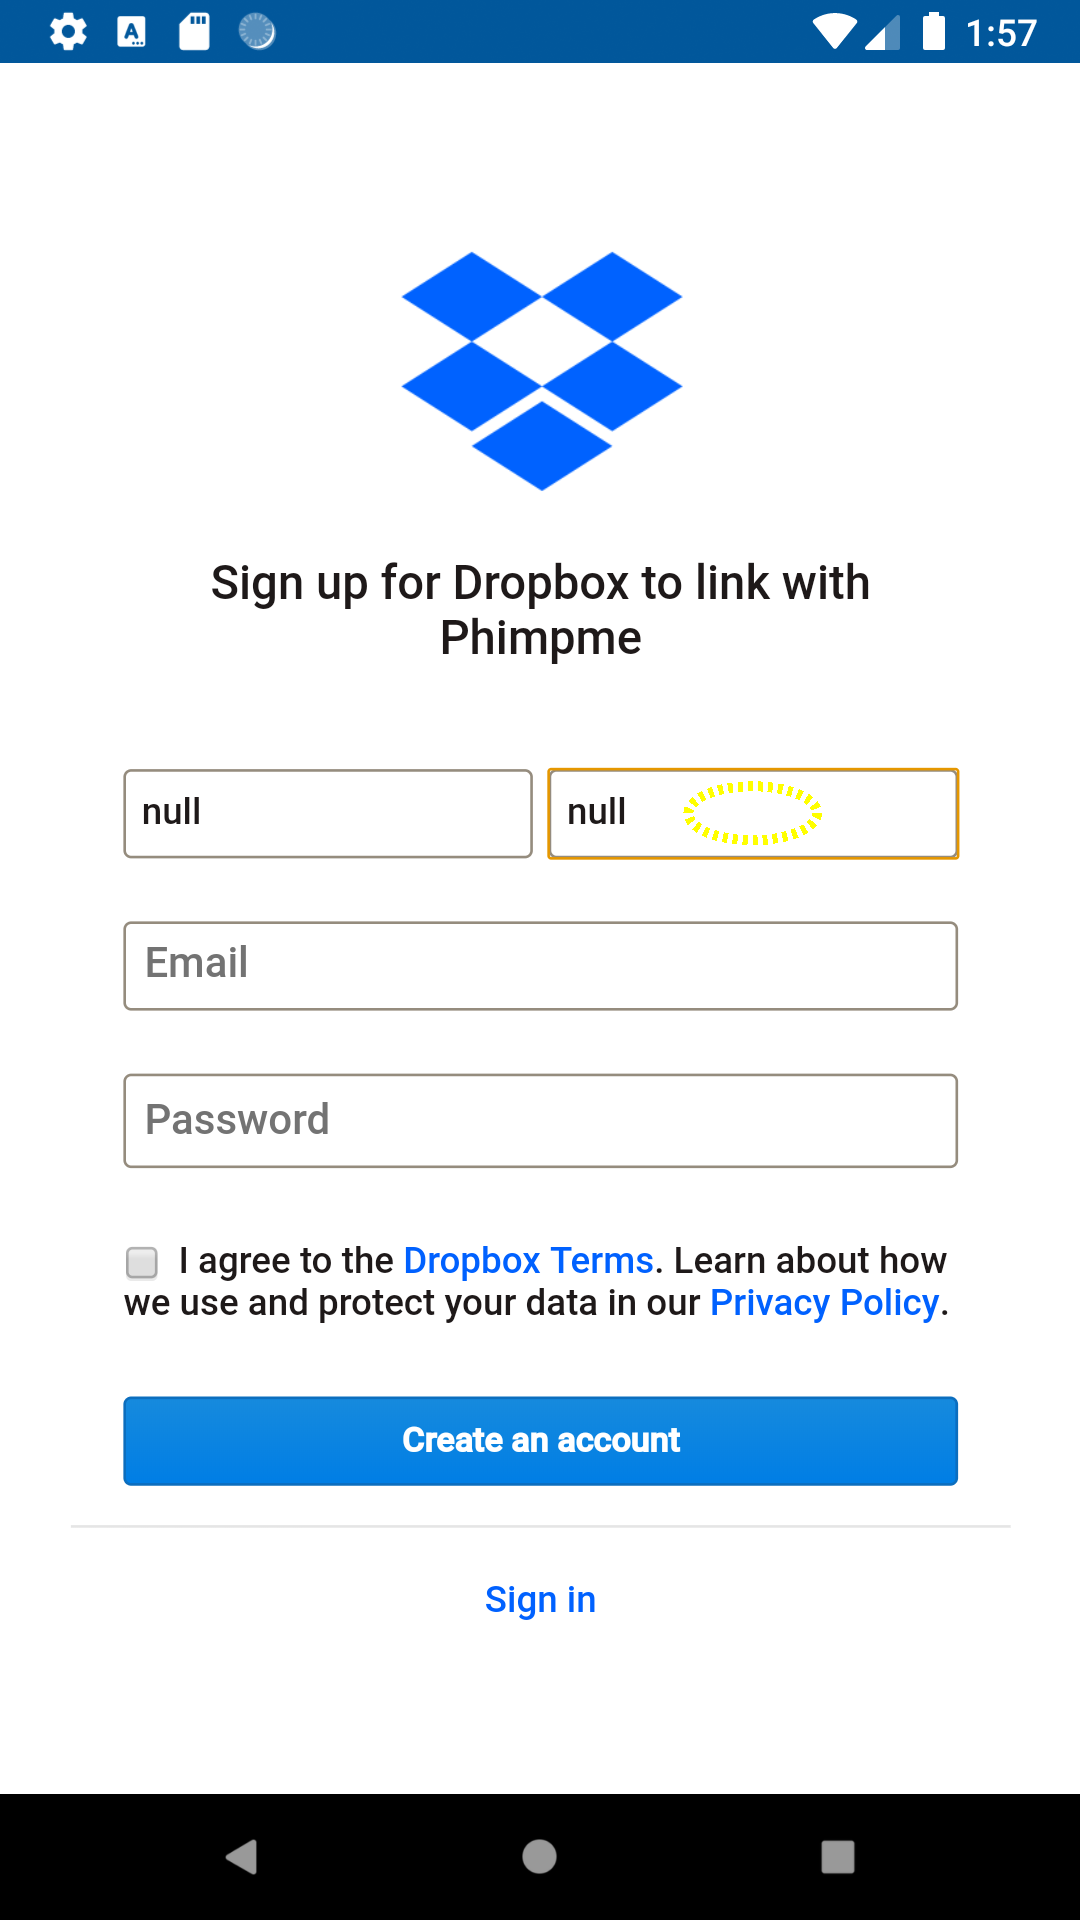 1:57
Sign up for Dropbox to link with
Phimpme
null
null
Email
Password
I agree to the Dropbox Terms. Learn about how
we use and protect your data in our Privacy Policy.
Create an account
Sign in